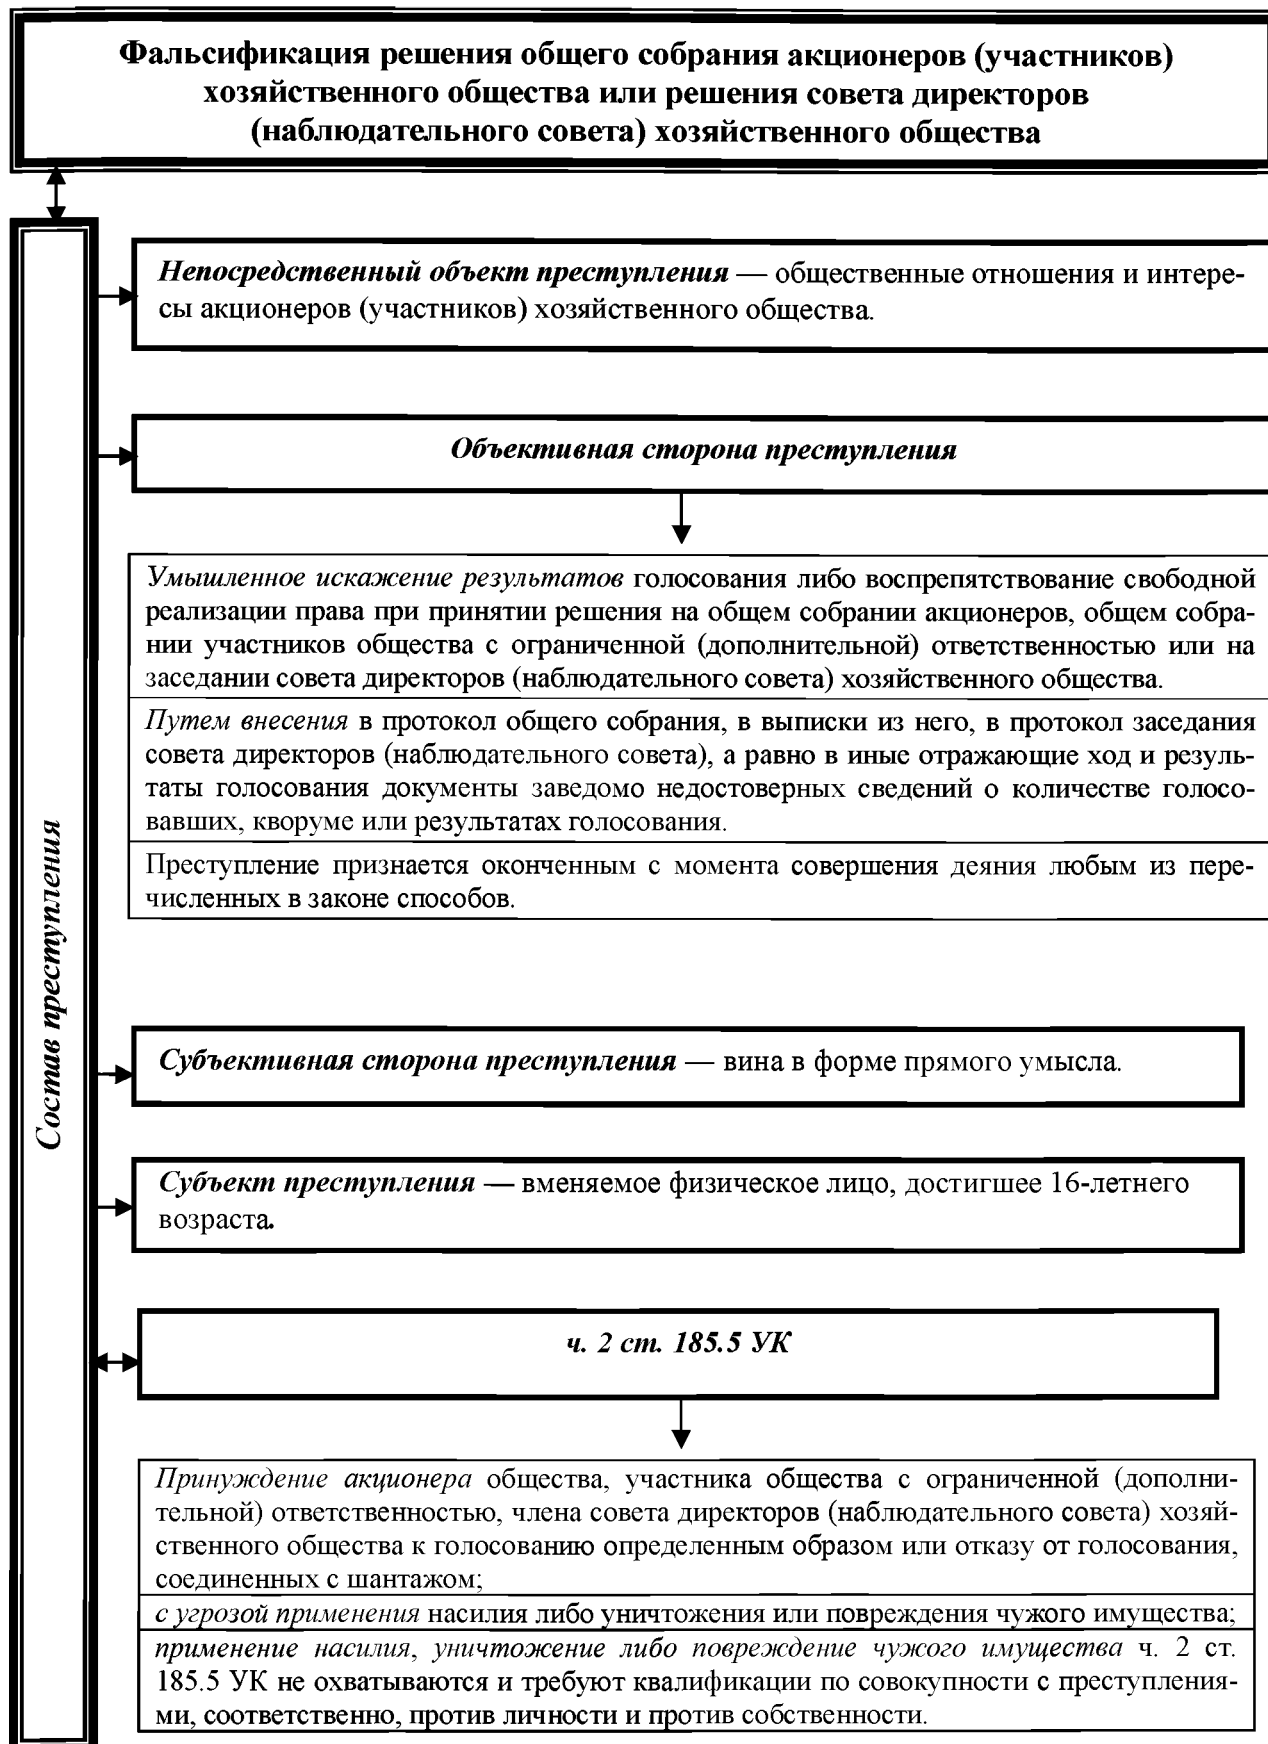 Фальсификация решения общего собрания акционеров (участников)
хозяйственного общества или решения совета директоров
(наблюдательного совета) хозяйственного общества
Состав преступления
Непосредственный объект преступления — общественные отношения и интере-
сы акционеров (участников) хозяйственного общества.
Объективная сторона преступления
Умышленное искажение результатов голосования либо воспрепятствование свободной
реализации права при принятии решения на общем собрании акционеров, общем собра-
нии участников общества с ограниченной (дополнительной) ответственностью или на
заседании совета директоров (наблюдательного совета) хозяйственного общества.
Путем внесения в протокол общего собрания, в выписки из него, в протокол заседания
совета директоров (наблюдательного совета), а равно в иные отражающие ход и резуль-
таты голосования документы заведомо недостоверных сведений о количестве голосо-
вавших, кворуме или результатах голосования.
Преступление признается оконченным с момента совершения деяния любым из пере-
численных в законе способов.
Субъективная сторона преступления — вина в форме прямого умысла.
Субъект преступления — вменяемое физическое лицо, достигшее 16-летнего
возраста.
ч. 2 ст. 185.5 УК
Принуждение акционера общества, участника общества с ограниченной (дополни-
тельной) ответственностью, члена совета директоров (наблюдательного совета) хозяй-
ственного общества к голосованию определенным образом или отказу от голосования,
соединенных с шантажом;
с угрозой применения насилия либо уничтожения или повреждения чужого имущества;
применение насилия, уничтожение либо повреждение чужого имущества ч. 2 ст.
185.5 УК не охватываются и требуют квалификации по совокупности с преступления-
ми, соответственно, против личности и против собственности.